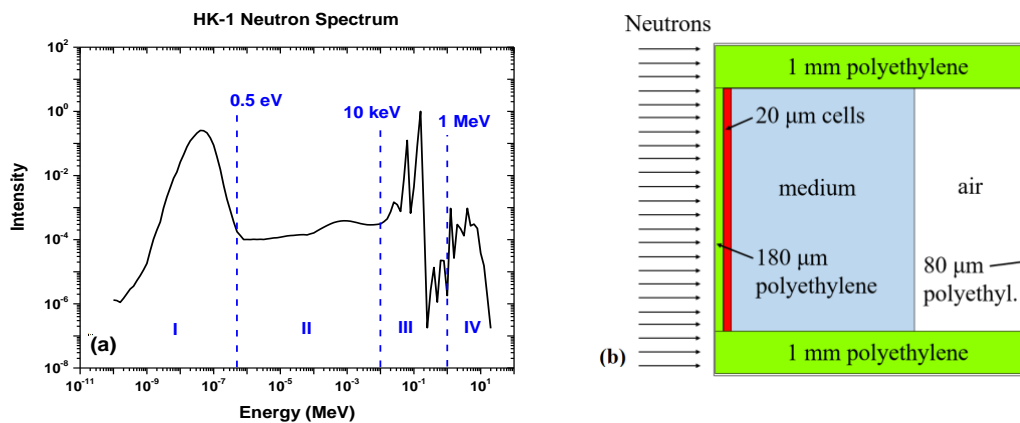 HK-1 Neutron Spectrum
10^2
10^0
10^-2
10^-4
10^-6
10^-8
Intensity
0.5 eV
10 keV
1 MeV
I
II
III
IV
(a)
10^-11
10^-9
10^-7
10^-5
10^-3
10^-1
10^1
Energy (MeV)
Neutrons
1 mm polyethylene
20 μm cells
medium
air
180 μm
polyethylene
80 μm
polyethyl.
(b)
1 mm polyethylene